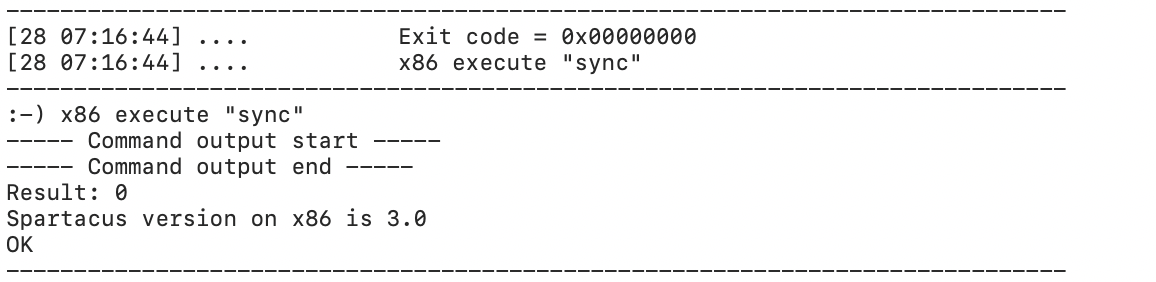 --------------------------------------------------------------------------------
[28 07:16:44] ....           Exit code = 0x00000000
[28 07:16:44] ....           x86 execute "sync"
--------------------------------------------------------------------------------
:-) x86 execute "sync"
----- Command output start -----
----- Command output end -----
Result: 0
Spartacus version on x86 is 3.0
OK
--------------------------------------------------------------------------------